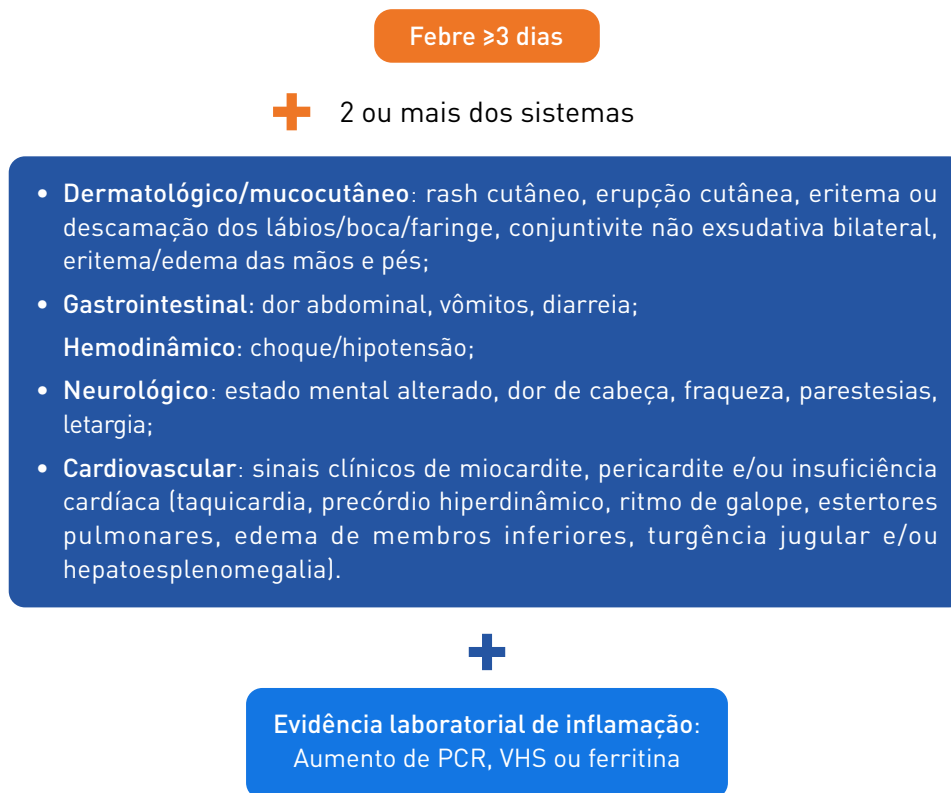 Febre ≥3 dias
+ 2 ou mais dos sistemas
• Dermatológico/mucocutâneo: rash cutâneo, erupção cutânea, eritema ou
descamação dos lábios/boca/faringe, conjuntivite não exsudativa bilateral,
eritema/edema das mãos e pés;
• Gastrointestinal: dor abdominal, vômitos, diarreia;
Hemodinâmico: choque/hipotensão;
• Neurológico: estado mental alterado, dor de cabeça, fraqueza, parestesias,
letargia;
• Cardiovascular: sinais clínicos de miocardite, pericardite e/ou insuficiência
cardíaca (taquicardia, precórdio hiperdinâmico, ritmo de galope, estertores
pulmonares, edema de membros inferiores, turgência jugular e/ou
hepatoesplenomegalia).
+
Evidência laboratorial de inflamação:
Aumento de PCR, VHS ou ferritina